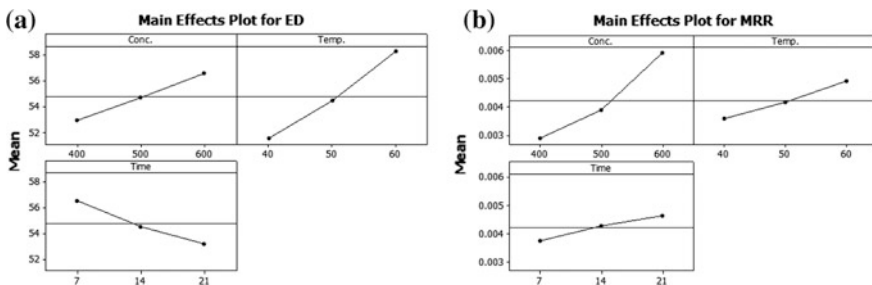 (a)
Main Effects Plot for ED
Conc.
Temp.
58
56
54
52
400 500 600
40 50 60
Mean
Time
58
56
54
52
7 14 21
(b)
Main Effects Plot for MRR
Conc.
Temp.
0.006
0.005
0.004
0.003
400 500 600
40 50 60
Mean
Time
0.006
0.005
0.004
0.003
7 14 21